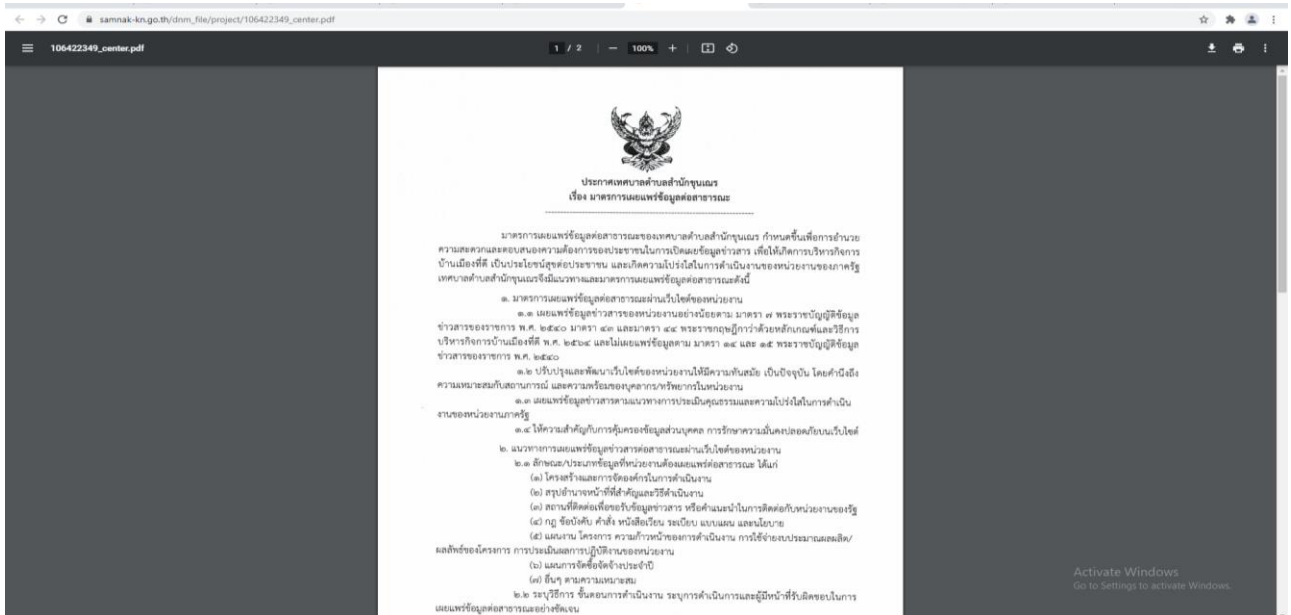 samnak-kn.go.th/dnm_file/project/106422349_center.pdf
106422349_center.pdf
1 / 2
100%
ประกาศเทศบาลตำบลสำนักขุนเณร
เรื่อง มาตรการเผยแพร่ข้อมูลต่อสาธารณะ
มาตรการเผยแพร่ข้อมูลต่อสาธารณะของเทศบาลตำบลสำนักขุนเณร กำหนดขึ้นเพื่อการอำนวย
ความสะดวกและตอบสนองความต้องการของประชาชนในการเปิดเผยข้อมูลข่าวสาร เพื่อให้เกิดการบริหารกิจการ
บ้านเมืองที่ดี เป็นประโยชน์สุขต่อประชาชน และเกิดความโปร่งใสในการดำเนินงานของหน่วยงานของภาครัฐ
เทศบาลตำบลสำนักขุนเณรจึงมีแนวทางและมาตรการเผยแพร่ข้อมูลต่อสาธารณะดังนี้
๑. มาตรการเผยแพร่ข้อมูลต่อสาธารณะผ่านเว็บไซต์ของหน่วยงาน
๑.๑ เผยแพร่ข้อมูลข่าวสารของหน่วยงานอย่างน้อยตาม มาตรา ๗ พระราชบัญญัติข้อมูล
ข่าวสารของราชการ พ.ศ. ๒๕๔๐ มาตรา ๔๓ และมาตรา ๔๔ พระราชกฤษฎีกาว่าด้วยหลักเกณฑ์และวิธีการ
บริหารกิจการบ้านเมืองที่ดี พ.ศ. ๒๕๖๔ และไม่เผยแพร่ข้อมูลตาม มาตรา ๑๔ และ ๑๕ พระราชบัญญัติข้อมูล
ข่าวสารของราชการ พ.ศ. ๒๕๔๐
๑.๒ ปรับปรุงและพัฒนาเว็บไซต์ของหน่วยงานให้มีความทันสมัย เป็นปัจจุบัน โดยคำนึงถึง
ความเหมาะสมกับสถานการณ์ และความพร้อมของบุคลากร/ทรัพยากรในหน่วยงาน
๑.๓ เผยแพร่ข้อมูลข่าวสารตามแนวทางการประเมินคุณธรรมและความโปร่งใสในการดำเนิน
งานของหน่วยงานภาครัฐ
๑.๔ ให้ความสำคัญกับการคุ้มครองข้อมูลส่วนบุคคล การรักษาความมั่นคงปลอดภัยบนเว็บไซต์
๒. แนวทางการเผยแพร่ข้อมูลข่าวสารต่อสาธารณะผ่านเว็บไซต์ของหน่วยงาน
๒.๑ ลักษณะ/ประเภทข้อมูลที่หน่วยงานต้องเผยแพร่ต่อสาธารณะ ได้แก่
(๑) โครงสร้างและการจัดองค์กรในการดำเนินงาน
(๒) สรุปอำนาจหน้าที่ที่สำคัญและวิธีดำเนินงาน
(๓) สถานที่ติดต่อเพื่อขอรับข้อมูลข่าวสาร หรือคำแนะนำในการติดต่อกับหน่วยงานของรัฐ
(๔) กฎ ข้อบังคับ คำสั่ง หนังสือเวียน ระเบียบ แบบแผน และนโยบาย
(๕) แผนงาน โครงการ ความก้าวหน้าของการดำเนินงาน การใช้จ่ายงบประมาณผลผลิต/
ผลลัพธ์ของโครงการ การประเมินผลการปฏิบัติงานของหน่วยงาน
(๖) แผนการจัดซื้อจัดจ้างประจำปี
(๗) อื่นๆ ตามความเหมาะสม
๒.๒ ระบุวิธีการ ขั้นตอนการดำเนินงาน ระบุการดำเนินการและผู้มีหน้าที่รับผิดชอบในการ
เผยแพร่ข้อมูลต่อสาธารณะอย่างชัดเจน
Activate Windows
Go to Settings to activate Windows.